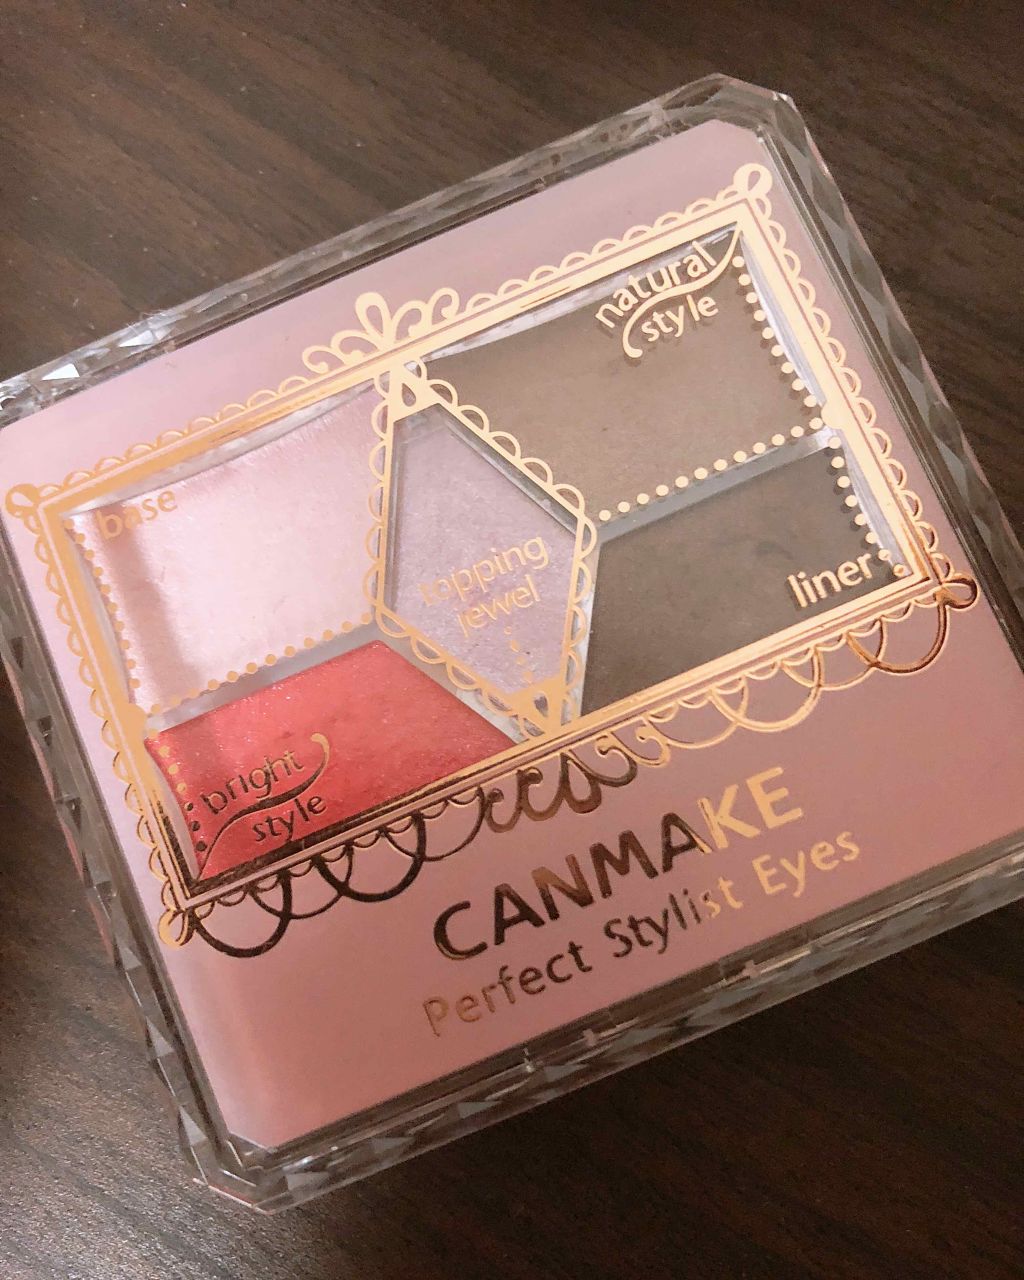 natural
style
base
topping
jewel
liner
bright
style
CANMAKE
Perfect Stylist Eyes